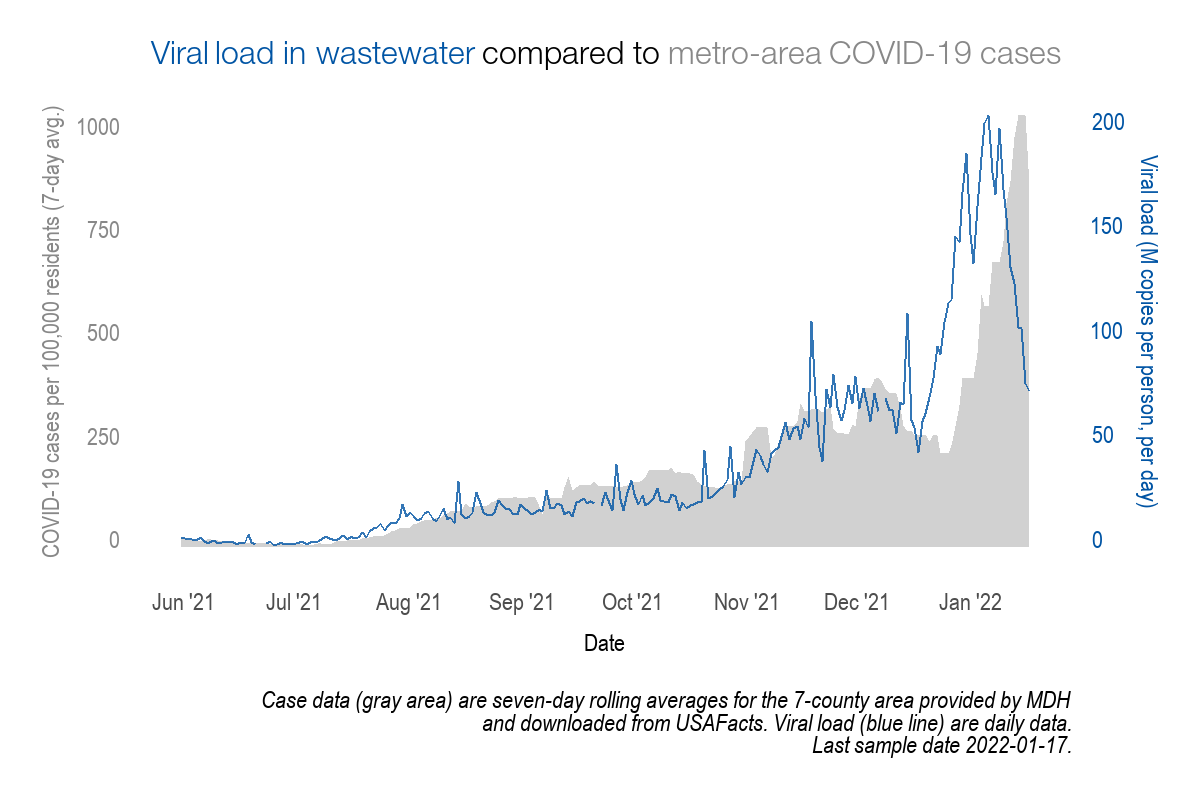 Viral load in wastewater compared to metro-area COVID-19 cases
COVID-19 cases per 100,000 residents (7-day avg.)
1000
750
500
250
0
200
150
100
50
0
Viral load (M copies per person, per day)
Jun '21 Jul '21 Aug '21 Sep '21 Oct '21 Nov '21 Dec '21 Jan '22
Date
Case data (gray area) are seven-day rolling averages for the 7-county area provided by MDH
and downloaded from USAFacts. Viral load (blue line) are daily data.
Last sample date 2022-01-17.